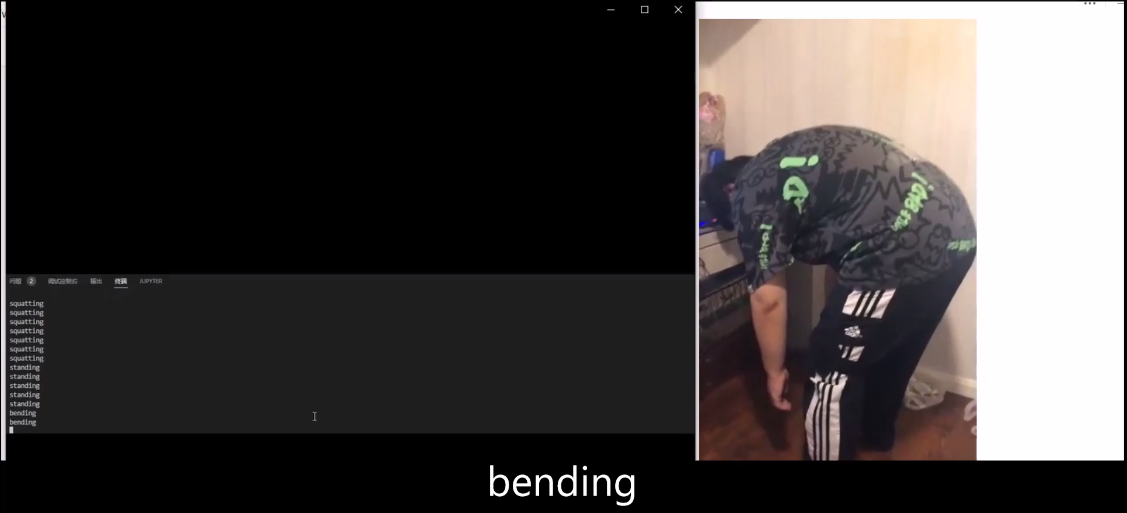 问题 2 调试控制台 输出 终端 JUPYTER
squatting
squatting
squatting
squatting
squatting
squatting
squatting
standing
standing
standing
standing
standing
bending
bending
bending